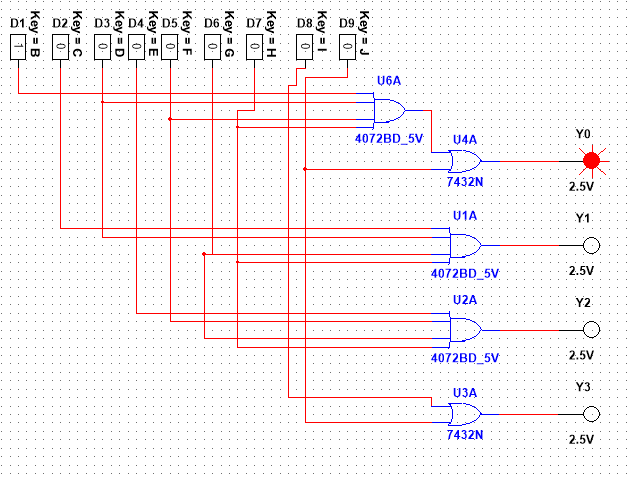 D1 Key = B D2 Key = C D3 Key = D D4 Key = E D5 Key = F D6 Key = G D7 Key = H D8 Key = I D9 Key = J
1 0 0 0 0 0 0 0 0
U6A
4072BD_5V
U4A
7432N
Y0
2.5V
U1A
4072BD_5V
Y1
2.5V
U2A
4072BD_5V
Y2
2.5V
U3A
7432N
Y3
2.5V